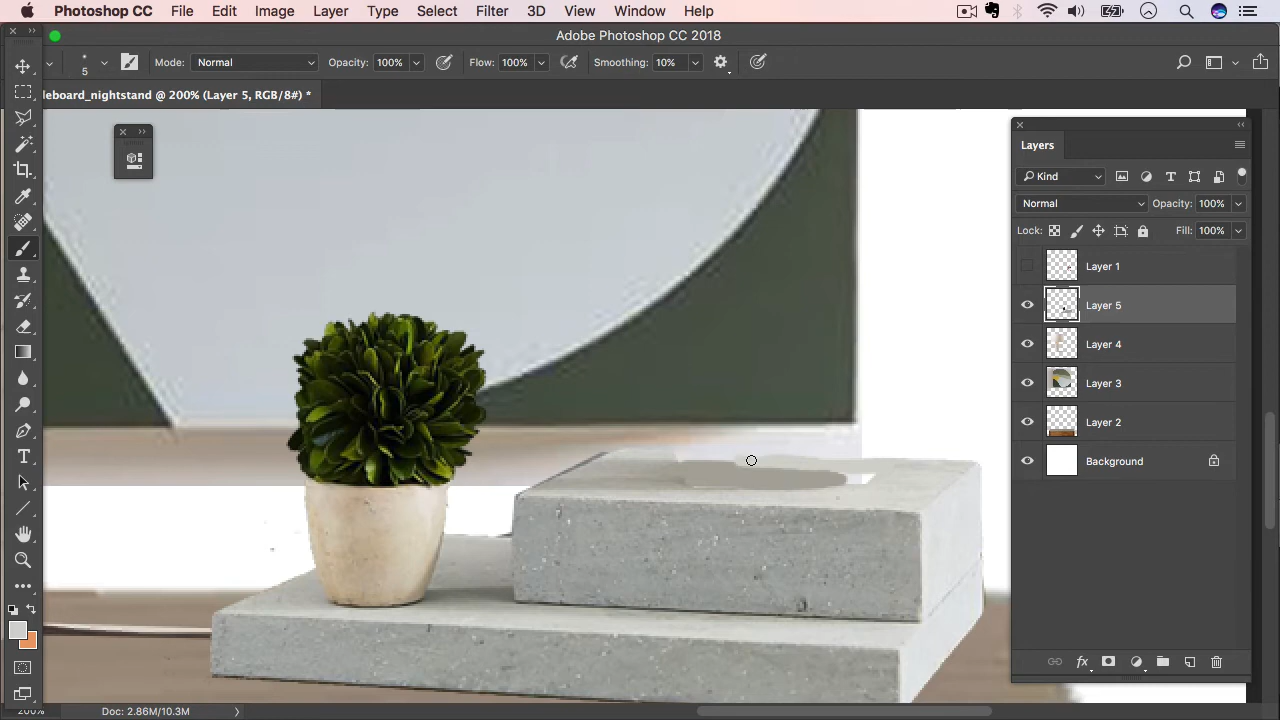 Photoshop CC File Edit Image Layer Type Select Filter 3D View Window Help
Adobe Photoshop CC 2018
5 Mode: Normal Opacity: 100% Flow: 100% Smoothing: 10%
leboard_nightstand @ 200% (Layer 5, RGB/8#) *
Layers
Kind
Normal Opacity: 100%
Lock: Fill: 100%
Layer 1
Layer 5
Layer 4
Layer 3
Layer 2
Background
fx
200% Doc: 2.86M/10.3M